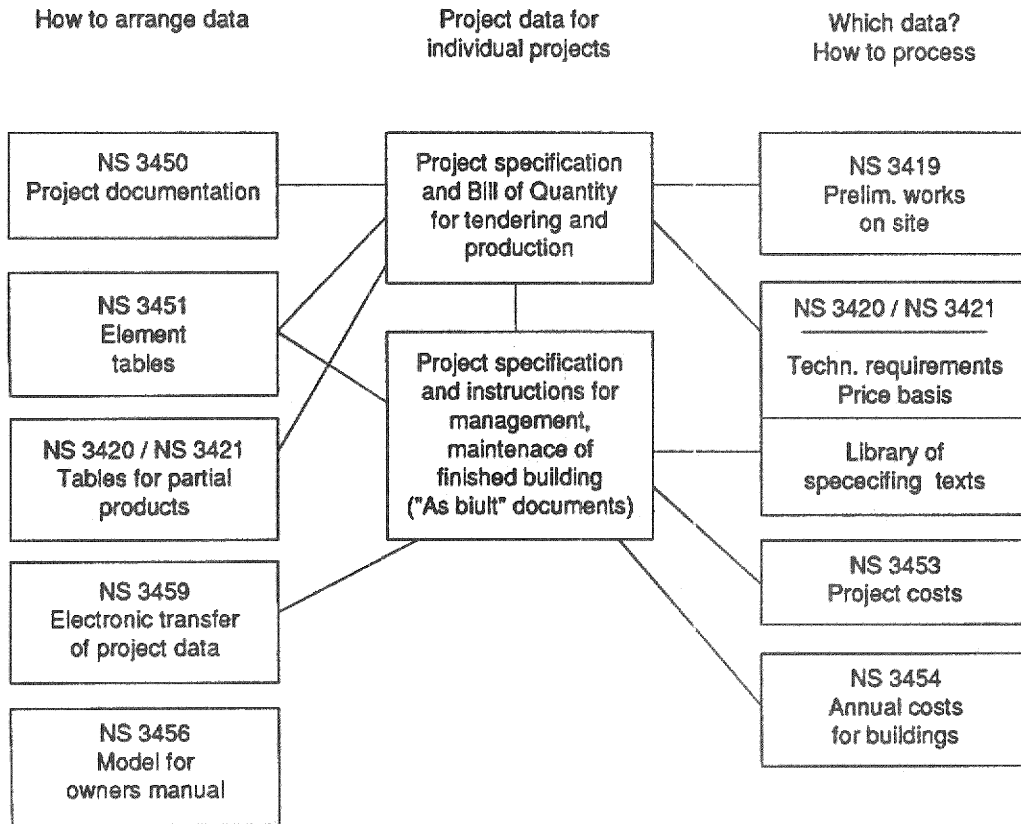 How to arrange data
Project data for
individual projects
Which data?
How to process
NS 3450
Project documentation
NS 3451
Element
tables
NS 3420 / NS 3421
Tables for partial
products
NS 3459
Electronic transfer
of project data
NS 3456
Model for
owners manual
Project specification
and Bill of Quantity
for tendering and
production
Project specification
and instructions for
management,
maintenace of
finished building
("As biult" documents)
NS 3419
Prelim. works
on site
NS 3420 / NS 3421
Techn. requirements
Price basis
Library of
spececifing texts
NS 3453
Project costs
NS 3454
Annual costs
for buildings